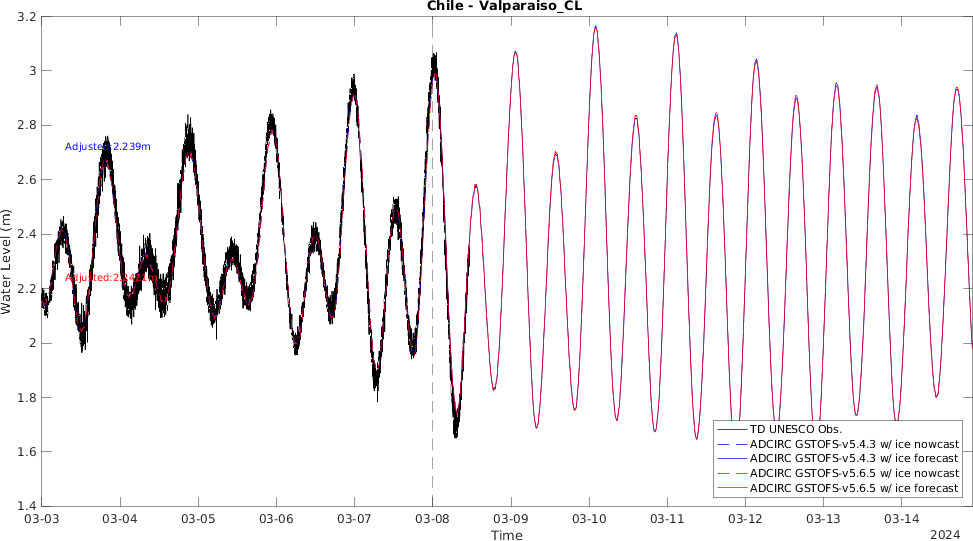 Chile - Valparaiso_CL
3.2
3
2.8
2.6
2.4
2.2
2
1.8
1.6
1.4
Water Level (m)
Adjusted:2.239m
TD UNESCO Obs.
ADCIRC GSTOFS-v5.4.3 w/ ice nowcast
ADCIRC GSTOFS-v5.4.3 w/ ice forecast
ADCIRC GSTOFS-v5.6.5 w/ ice nowcast
ADCIRC GSTOFS-v5.6.5 w/ ice forecast
03-03 03-04 03-05 03-06 03-07 03-08 03-09 03-10 03-11 03-12 03-13 03-14
Time
2024